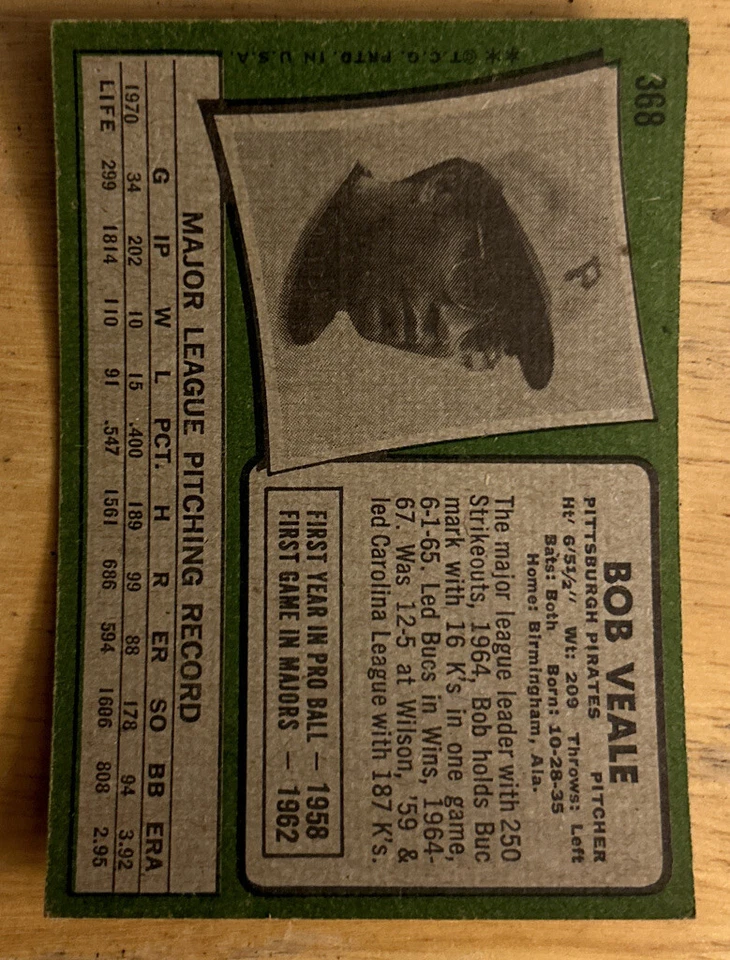 368
BOB VEALE
PITTSBURGH PIRATES PITCHER
Ht' 6'5½" Wt: 209 Throws: Left
Bats: Both Born: 10-28-35
Home: Birmingham, Ala.
The major league leader with 250
Strikeouts, 1964, Bob holds Buc
mark with 16 K's in one game,
6-1-65. Led Bucs in Wins, 1964-
67. Was 12-5 at Wilson, '59 &
led Carolina League with 187 K's.
FIRST YEAR IN PRO BALL — 1958
FIRST GAME IN MAJORS — 1962
P
MAJOR LEAGUE PITCHING RECORD
G IP W L PCT. H R ER SO BB ERA
1970 34 202 10 15 .400 189 99 88 178 94 3.92
LIFE 299 1814 110 91 .547 1561 686 594 1606 808 2.95
** © T.C.G. PRTD. IN U.S.A.